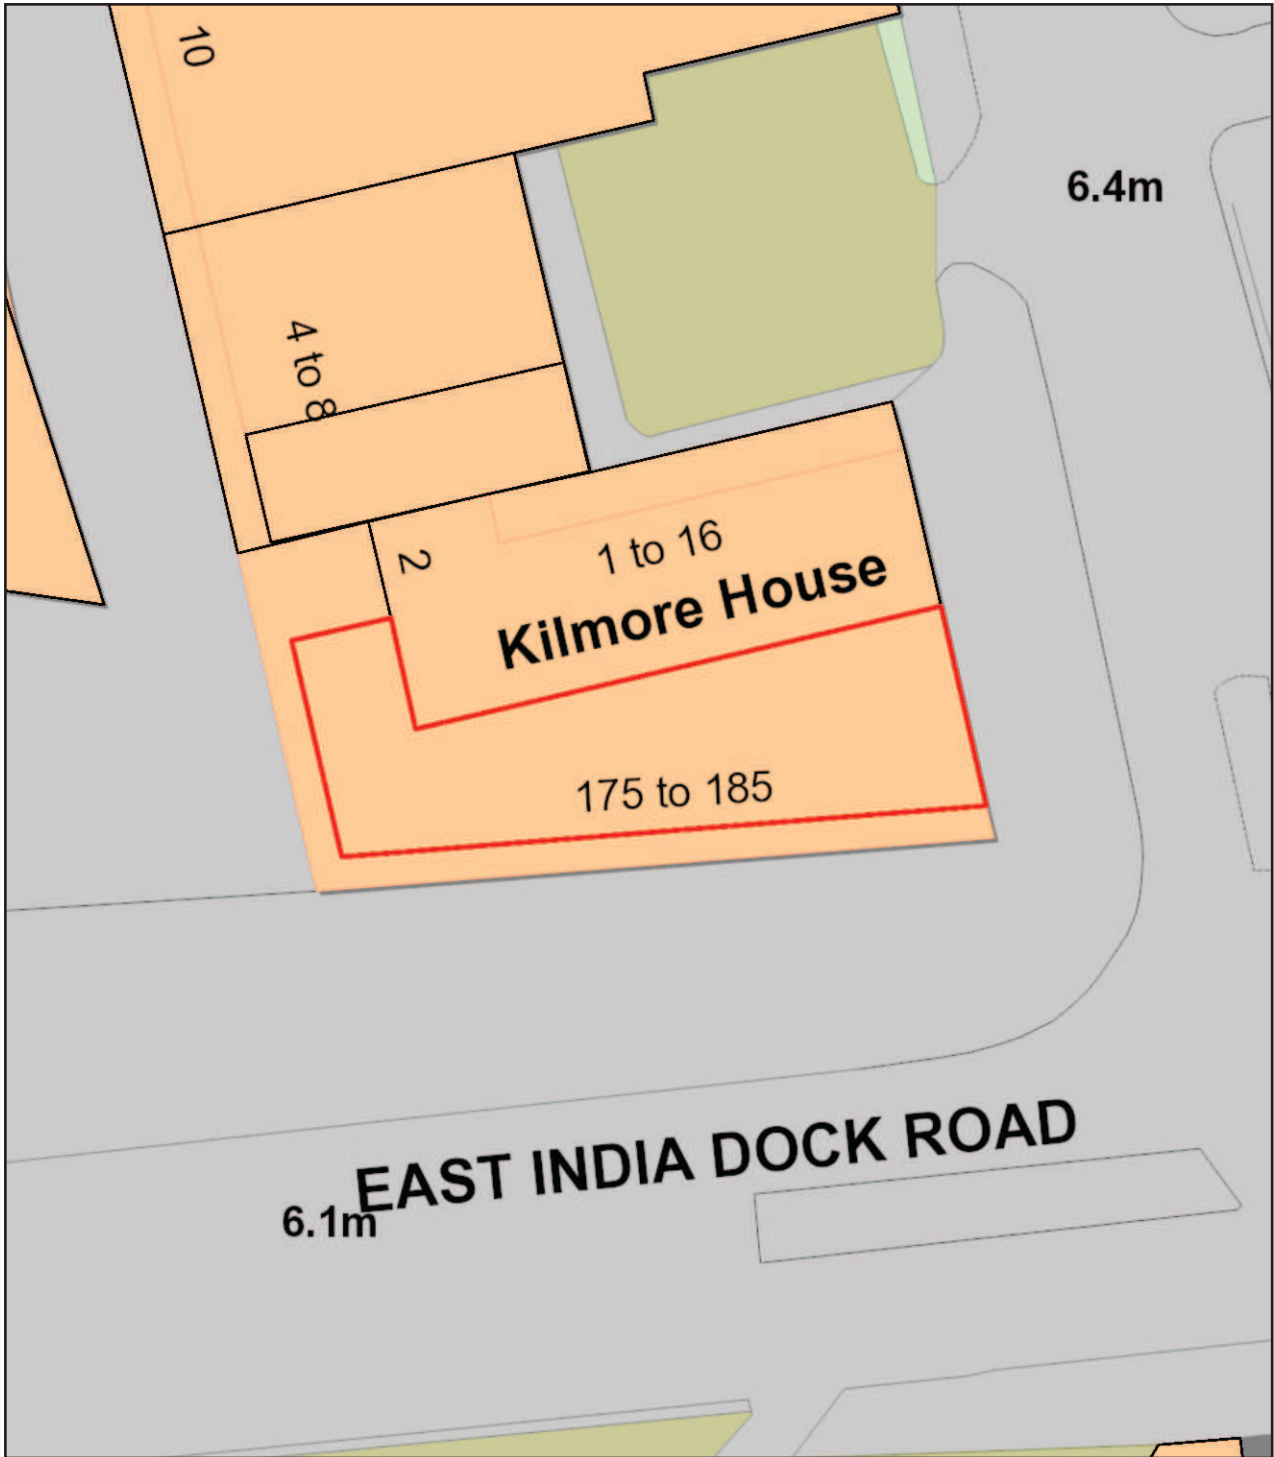 10
6.4m
4 to 8
2
1 to 16
Kilmore House
175 to 185
EAST INDIA DOCK ROAD
6.1m